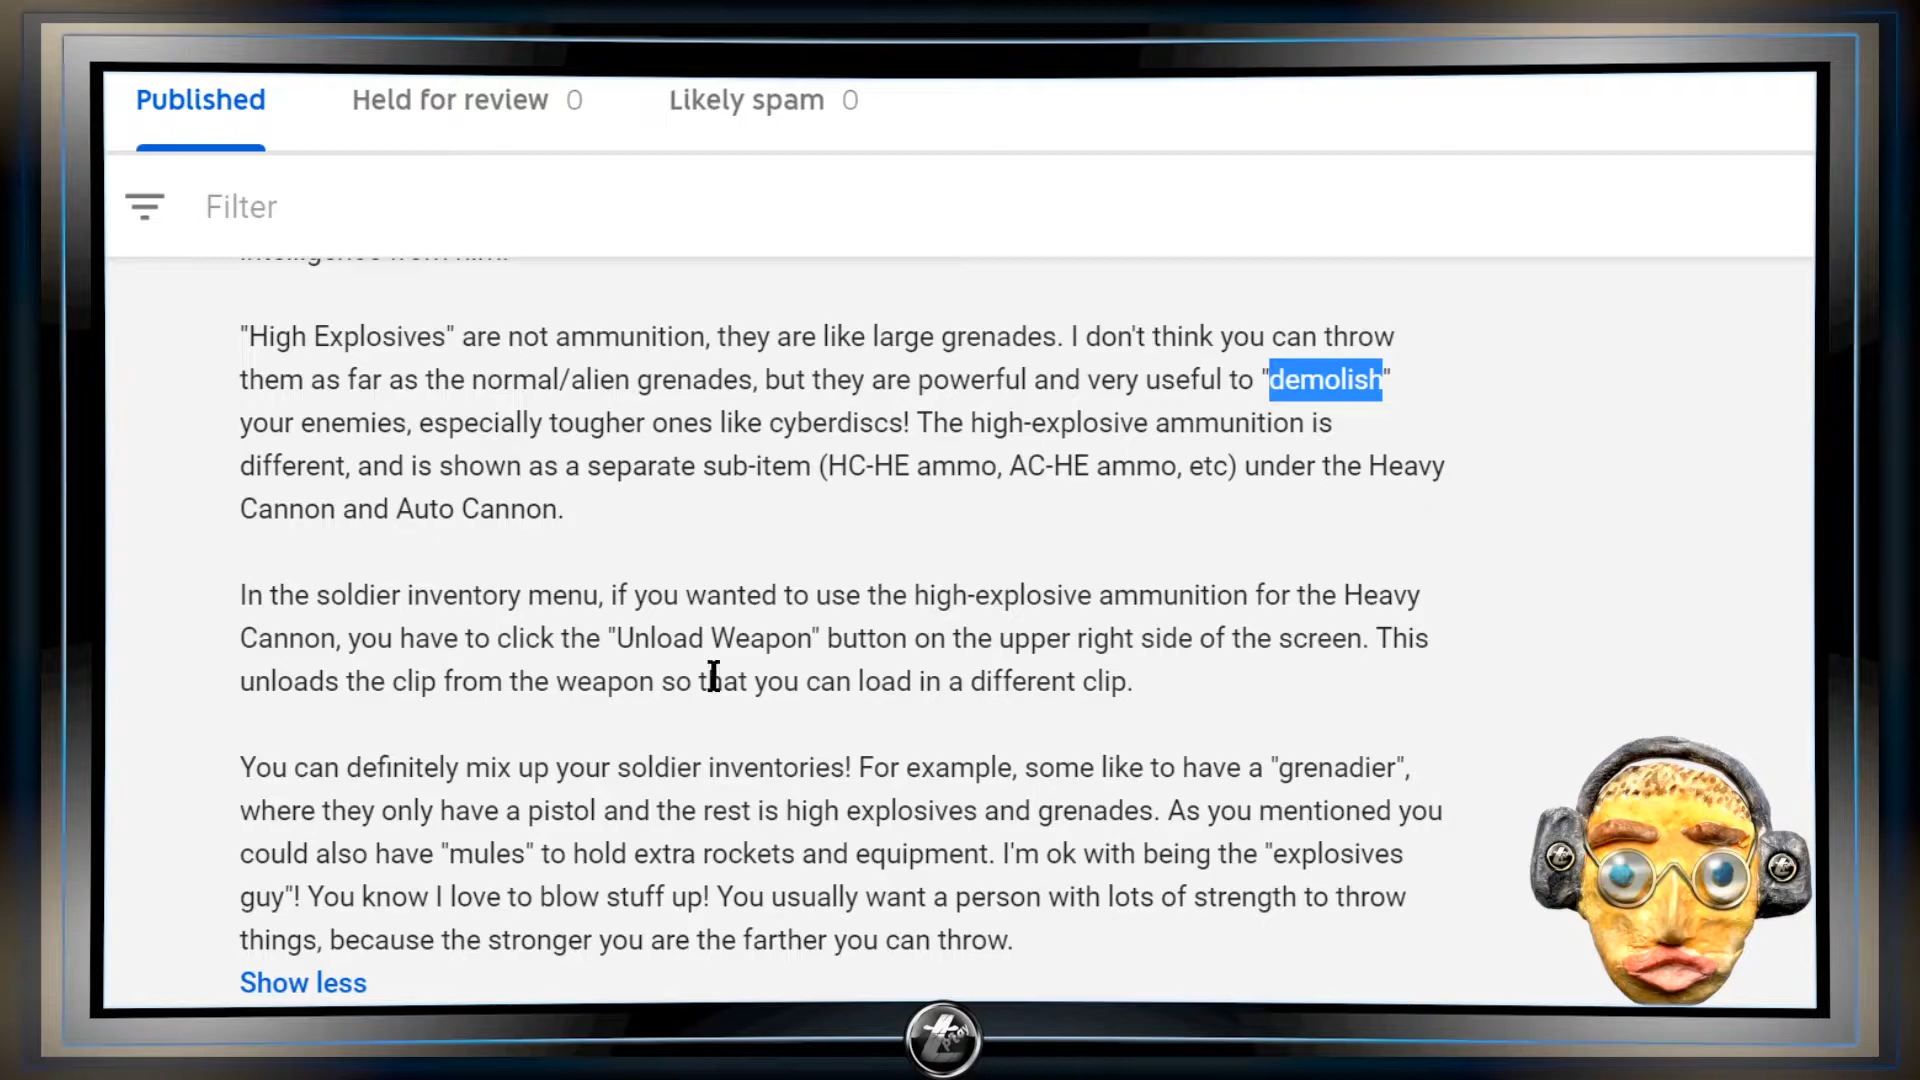 Published Held for review 0 Likely spam 0
Filter
"High Explosives" are not ammunition, they are like large grenades. I don't think you can throw
them as far as the normal/alien grenades, but they are powerful and very useful to "demolish"
your enemies, especially tougher ones like cyberdiscs! The high-explosive ammunition is
different, and is shown as a separate sub-item (HC-HE ammo, AC-HE ammo, etc) under the Heavy
Cannon and Auto Cannon.
In the soldier inventory menu, if you wanted to use the high-explosive ammunition for the Heavy
Cannon, you have to click the "Unload Weapon" button on the upper right side of the screen. This
unloads the clip from the weapon so that you can load in a different clip.
You can definitely mix up your soldier inventories! For example, some like to have a "grenadier",
where they only have a pistol and the rest is high explosives and grenades. As you mentioned you
could also have "mules" to hold extra rockets and equipment. I'm ok with being the "explosives
guy"! You know I love to blow stuff up! You usually want a person with lots of strength to throw
things, because the stronger you are the farther you can throw.
Show less